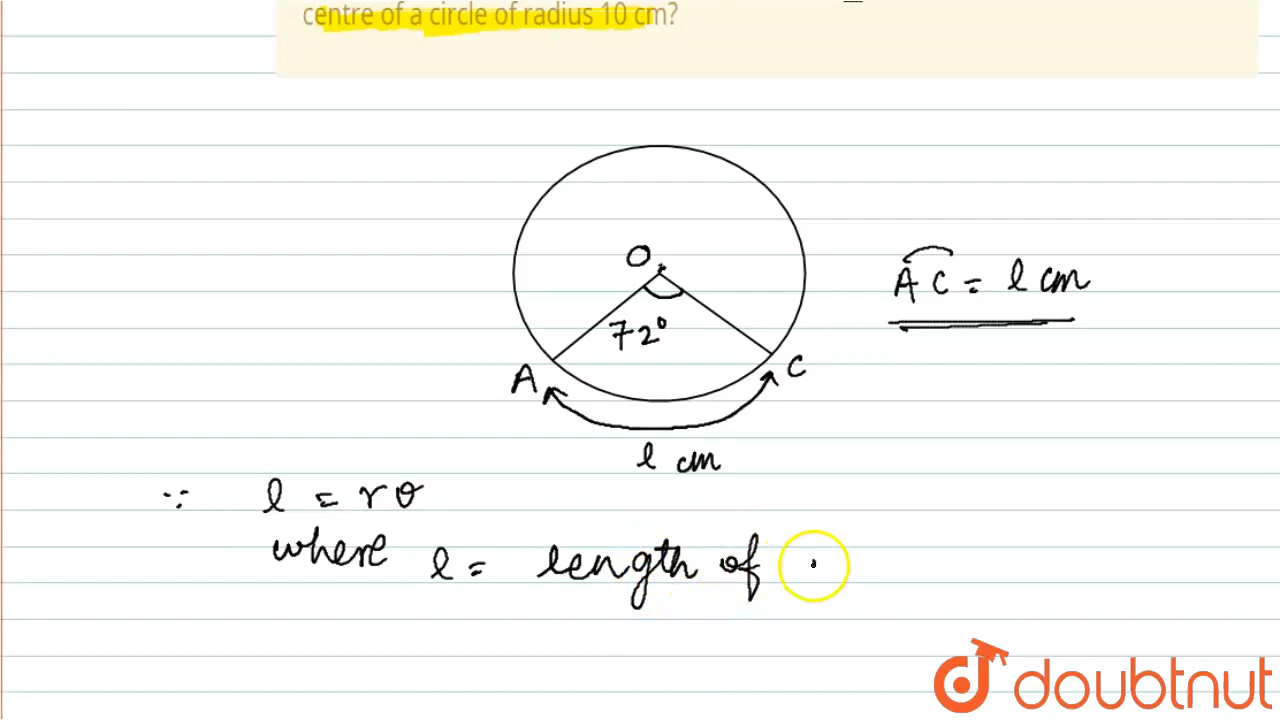 centre of a circle of radius 10 cm?
O
72°
AC = l cm
A
C
l cm
∵ l = rθ
where l = length of
doubtnut